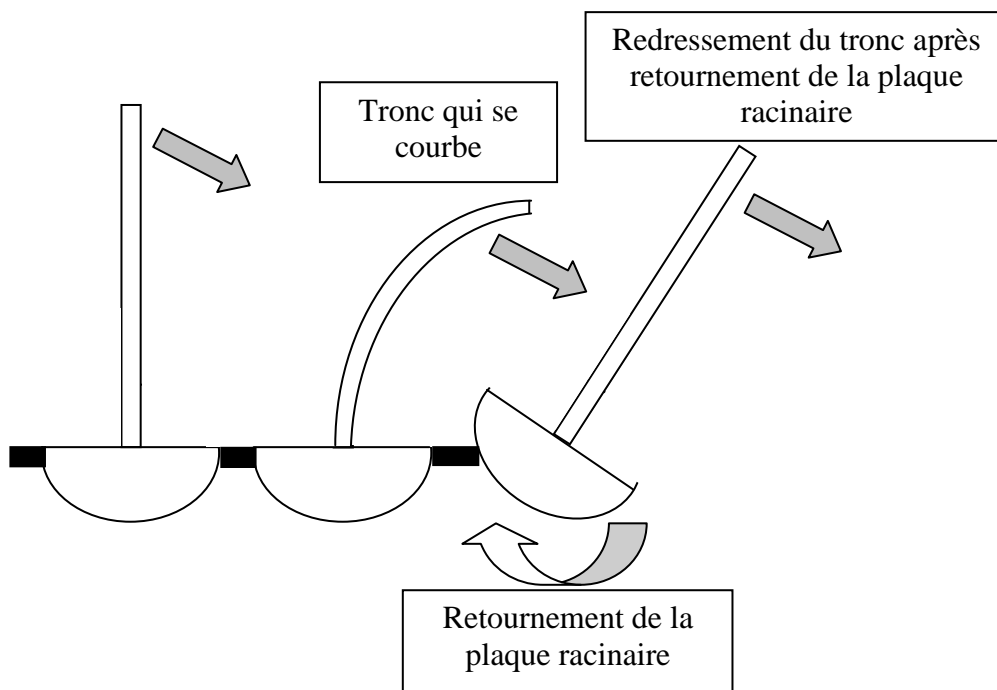 Redressement du tronc après
retournement de la plaque
racinaire
Tronc qui se
courbe
Retournement de la
plaque racinaire